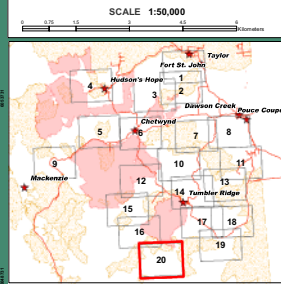 SCALE 1:50,000
0 0.75 1.5 3 4.5 6
Kilometers
Taylor
Fort St. John
Hudson's Hope
4
1
2
3
Dawson Creek
Pouce Coupe
Chetwynd
5
6
7
8
9
10
11
Mackenzie
12
13
14
Tumbler Ridge
15
16
17
18
19
20